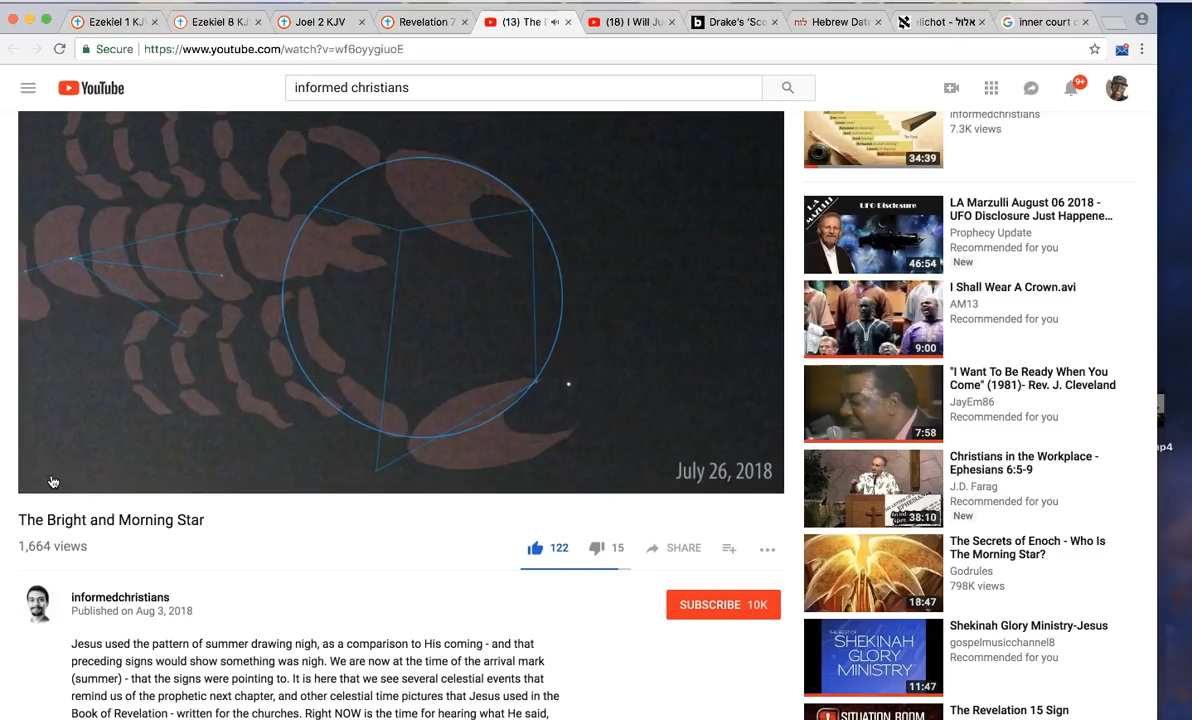 Ezekiel 1 KJ
Ezekiel 8 KJ
Joel 2 KJV
Revelation 7
(13) The
(18) I Will J
Drake's 'Sc
Hebrew Dat
אלול - lichot
inner court
Secure
https://www.youtube.com/watch?v=wf6oyygiuoE
YouTube
informed christians
9+
July 26, 2018
The Bright and Morning Star
1,664 views
122
15
SHARE
informedchristians
Published on Aug 3, 2018
SUBSCRIBE 10K
Jesus used the pattern of summer drawing nigh, as a comparison to His coming - and that
preceding signs would show something was nigh. We are now at the time of the arrival mark
(summer) - that the signs were pointing to. It is here that we see several celestial events that
remind us of the prophetic next chapter, and other celestial time pictures that Jesus used in the
Book of Revelation - written for the churches. Right NOW is the time for hearing what He said,
informedchristians
7.3K views
34:39
LA MARZULLI
UFO Disclosure
46:54
LA Marzulli August 06 2018 -
UFO Disclosure Just Happene...
Prophecy Update
Recommended for you
New
9:00
I Shall Wear A Crown.avi
AM13
Recommended for you
7:58
"I Want To Be Ready When You
Come" (1981)- Rev. J. Cleveland
JayEm86
Recommended for you
38:10
Christians in the Workplace -
Ephesians 6:5-9
J.D. Farag
Recommended for you
New
18:47
The Secrets of Enoch - Who Is
The Morning Star?
Godrules
798K views
SHEKINAH
GLORY
MINISTRY
11:47
Shekinah Glory Ministry-Jesus
gospelmusicchannel8
Recommended for you
SITUATION ROOM
The Revelation 15 Sign
mp4